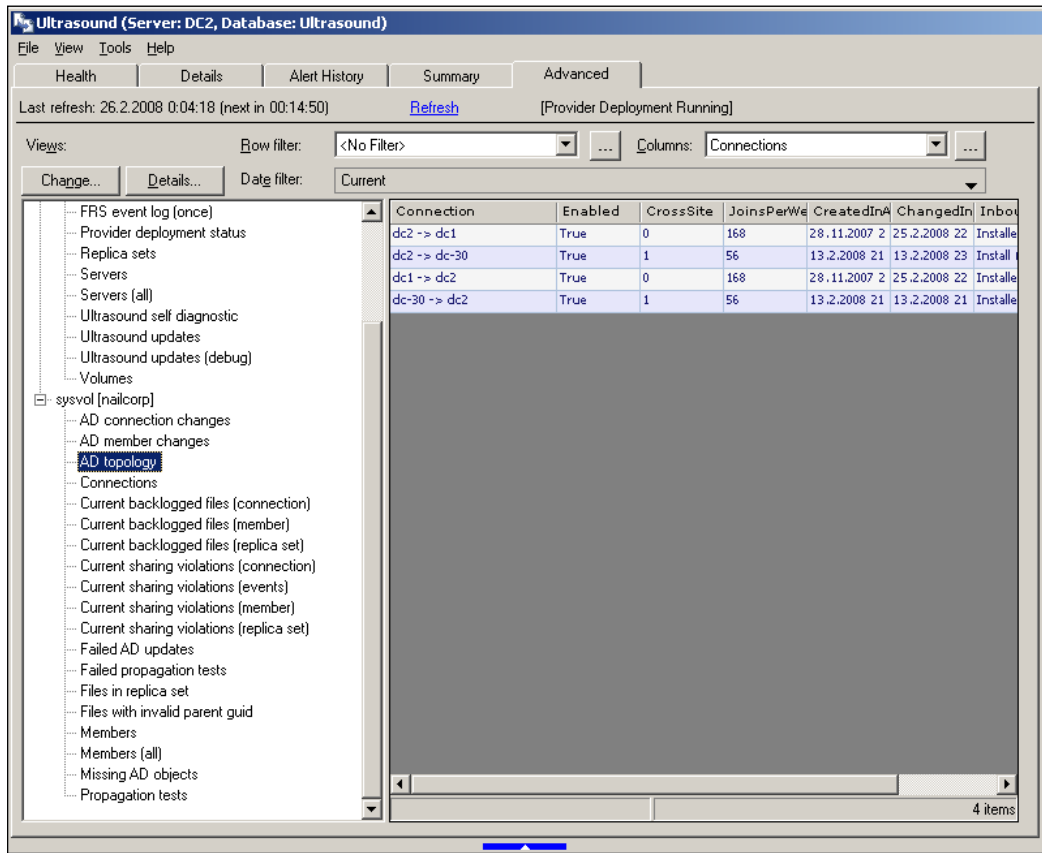 Ultrasound (Server: DC2, Database: Ultrasound)
File View Tools Help
Health Details Alert History Summary Advanced
Last refresh: 26.2.2008 0:04:18 (next in 00:14:50) Refresh [Provider Deployment Running]
Views: Row filter: <No Filter> ... Columns: Connections ...
Change... Details... Date filter: Current
FRS event log (once)
Provider deployment status
Replica sets
Servers
Servers (all)
Ultrasound self diagnostic
Ultrasound updates
Ultrasound updates (debug)
Volumes
sysvol [nailcorp]
AD connection changes
AD member changes
AD topology
Connections
Current backlogged files (connection)
Current backlogged files (member)
Current backlogged files (replica set)
Current sharing violations (connection)
Current sharing violations (events)
Current sharing violations (member)
Current sharing violations (replica set)
Failed AD updates
Failed propagation tests
Files in replica set
Files with invalid parent guid
Members
Members (all)
Missing AD objects
Propagation tests
Connection Enabled CrossSite JoinsPerWe CreatedInA ChangedIn Inbou
dc2 -> dc1 True 0 168 28.11.2007 2 25.2.2008 22 Installe
dc2 -> dc-30 True 1 56 13.2.2008 21 13.2.2008 23 Install
dc1 -> dc2 True 0 168 28.11.2007 2 25.2.2008 22 Installe
dc-30 -> dc2 True 1 56 13.2.2008 21 13.2.2008 21 Installe
4 items